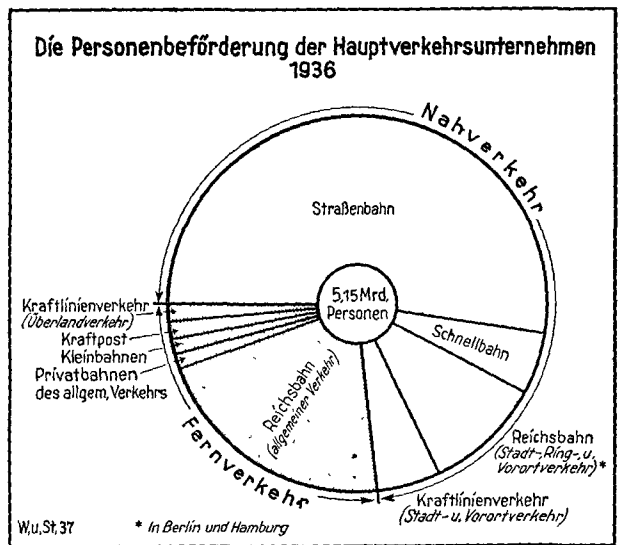 Die Personenbeförderung der Hauptverkehrsunternehmen
1936
Nahverkehr
Straßenbahn
5,15 Mrd,
Personen
Kraftlinienverkehr
(Überlandverkehr)
Kraftpost
Kleinbahnen
Privatbahnen
des allgem, Verkehrs
Schnellbahn
Reichsbahn
(allgemeiner Verkehr)
Reichsbahn
(Stadt-, Ring-, u.
Vorortverkehr)*
Fernverkehr
Kraftlinienverkehr
(Stadt- u, Vorortverkehr)
W,u,St,37
* In Berlin und Hamburg